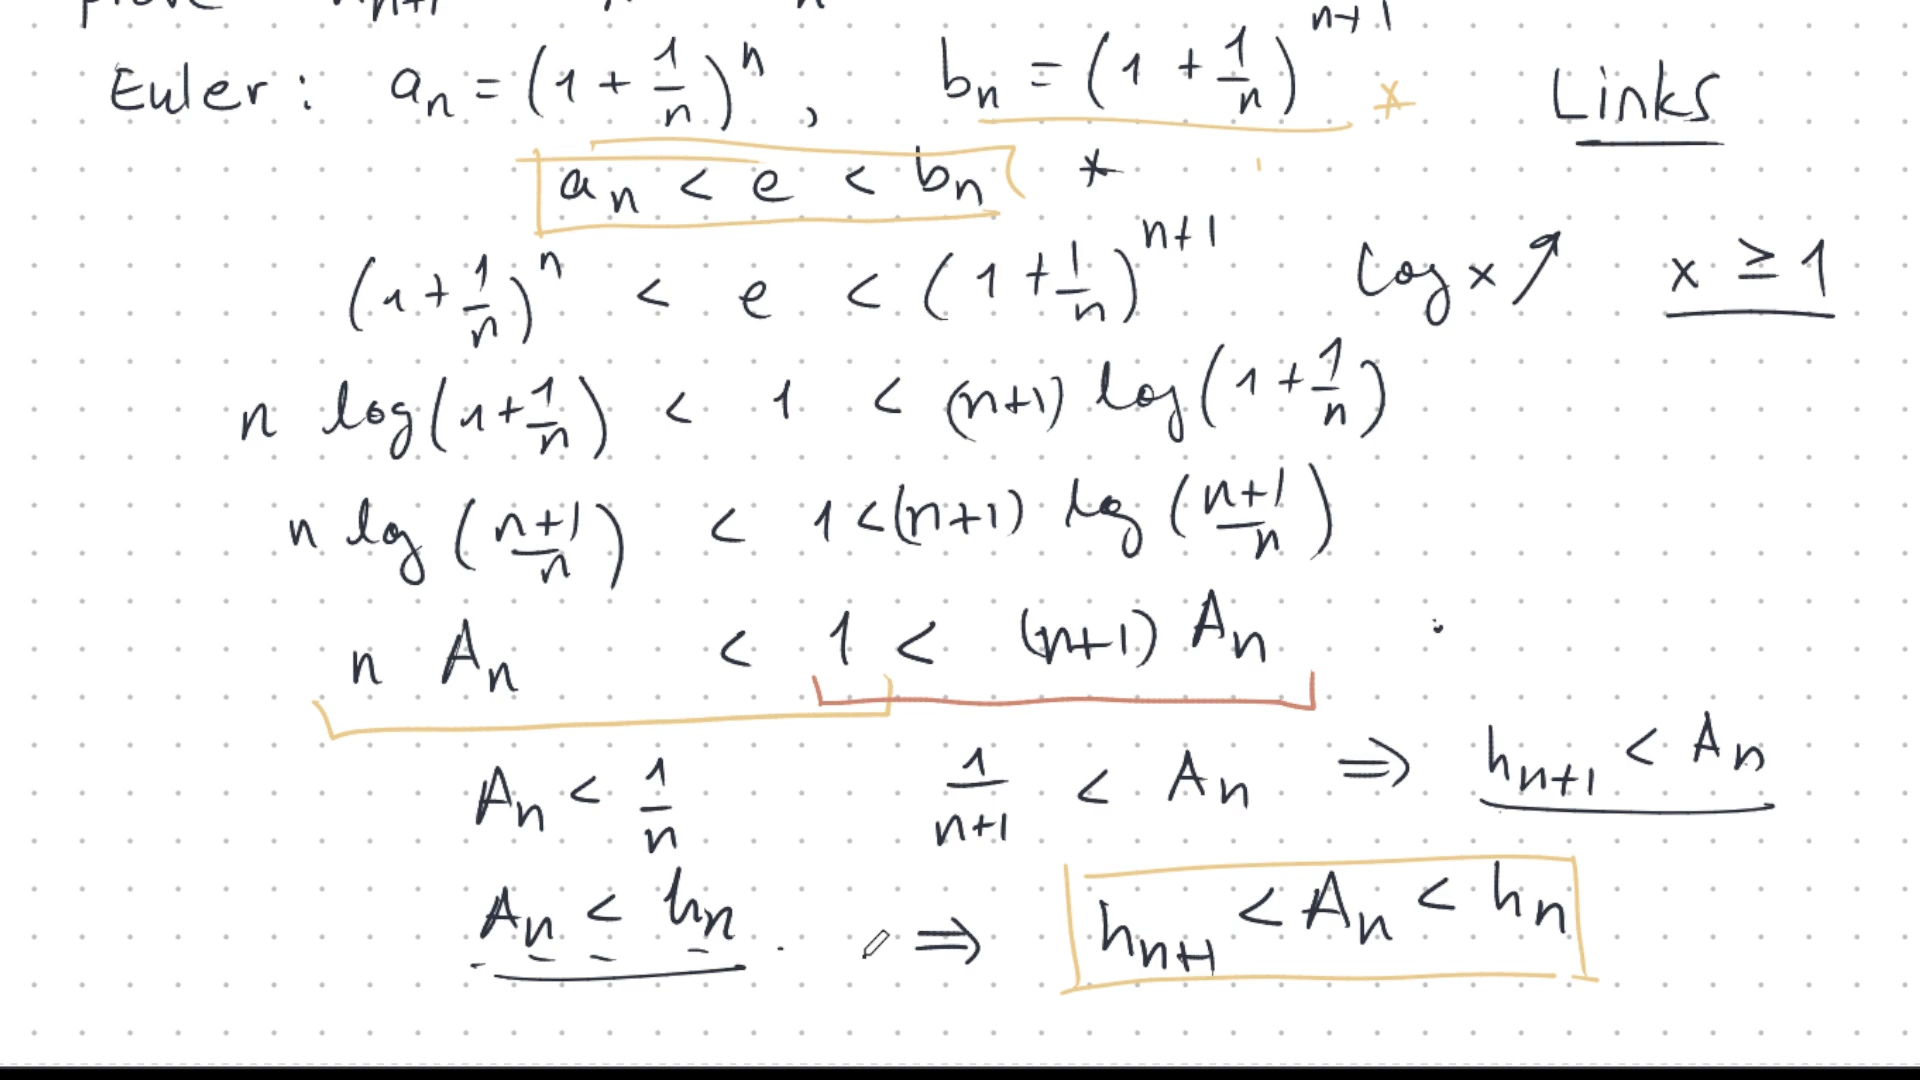 Euler: aₙ = (1 + 1/n)ⁿ , bₙ = (1 + 1/n)ⁿ⁺¹ * Links
aₙ < e < bₙ *
(1 + 1/n)ⁿ < e < (1 + 1/n)ⁿ⁺¹ log x ↗ x ≥ 1
n log(1 + 1/n) < 1 < (n+1) log(1 + 1/n)
n log((n+1)/n) < 1 < (n+1) log((n+1)/n)
n Aₙ < 1 < (n+1) Aₙ
Aₙ < 1/n 1/(n+1) < Aₙ ⇒ hₙ₊₁ < Aₙ
Aₙ < hₙ . ⇒ hₙ₊₁ < Aₙ < hₙ